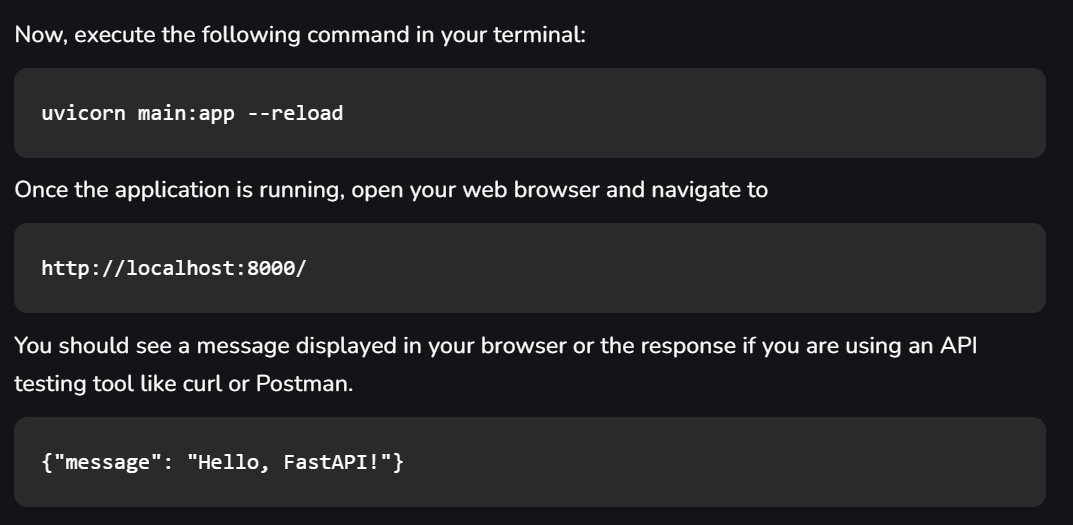 Now, execute the following command in your terminal:
uvicorn main:app --reload
Once the application is running, open your web browser and navigate to
http://localhost:8000/
You should see a message displayed in your browser or the response if you are using an API
testing tool like curl or Postman.
{"message": "Hello, FastAPI!"}